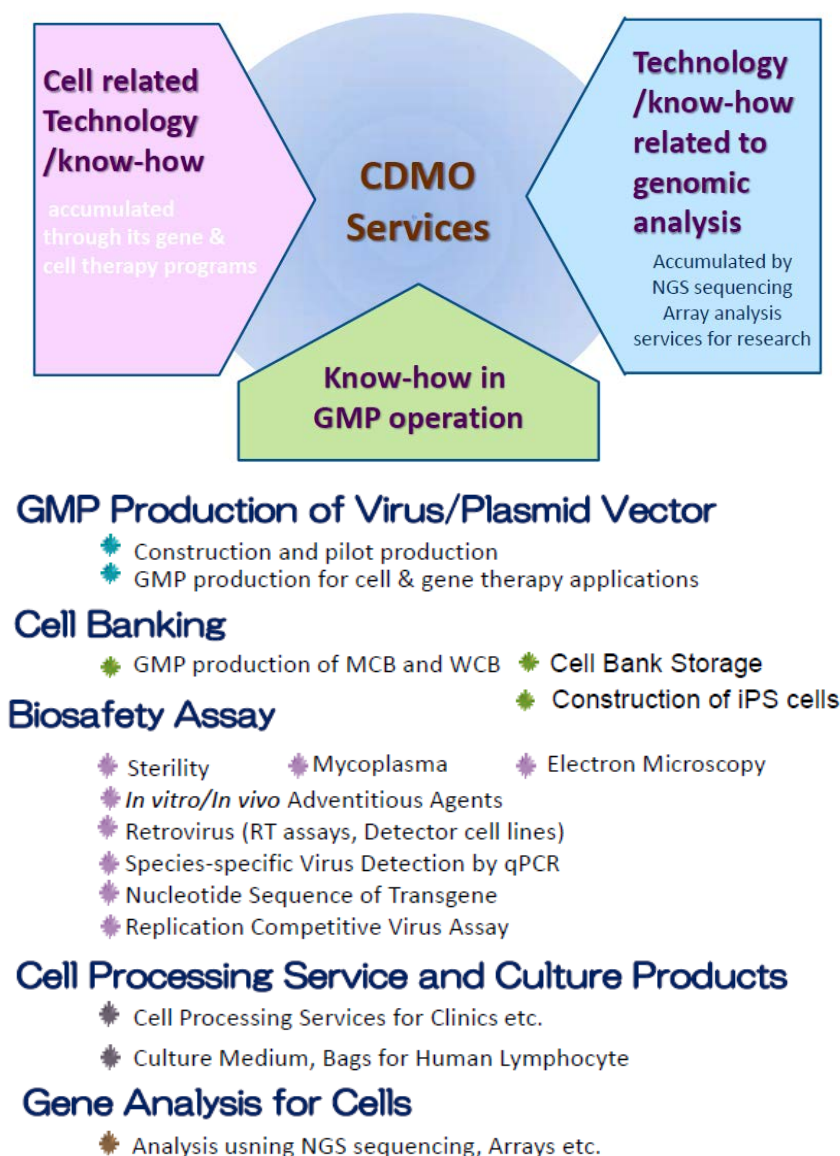 Cell related
Technology
/know-how
accumulated
through its gene &
cell therapy programs
CDMO
Services
Technology
/know-how
related to
genomic
analysis
Accumulated by
NGS sequencing
Array analysis
services for research
Know-how in
GMP operation
GMP Production of Virus/Plasmid Vector
Construction and pilot production
GMP production for cell & gene therapy applications
Cell Banking
GMP production of MCB and WCB
Cell Bank Storage
Construction of iPS cells
Biosafety Assay
Sterility
Mycoplasma
Electron Microscopy
In vitro/In vivo Adventitious Agents
Retrovirus (RT assays, Detector cell lines)
Species-specific Virus Detection by qPCR
Nucleotide Sequence of Transgene
Replication Competitive Virus Assay
Cell Processing Service and Culture Products
Cell Processing Services for Clinics etc.
Culture Medium, Bags for Human Lymphocyte
Gene Analysis for Cells
Analysis usning NGS sequencing, Arrays etc.